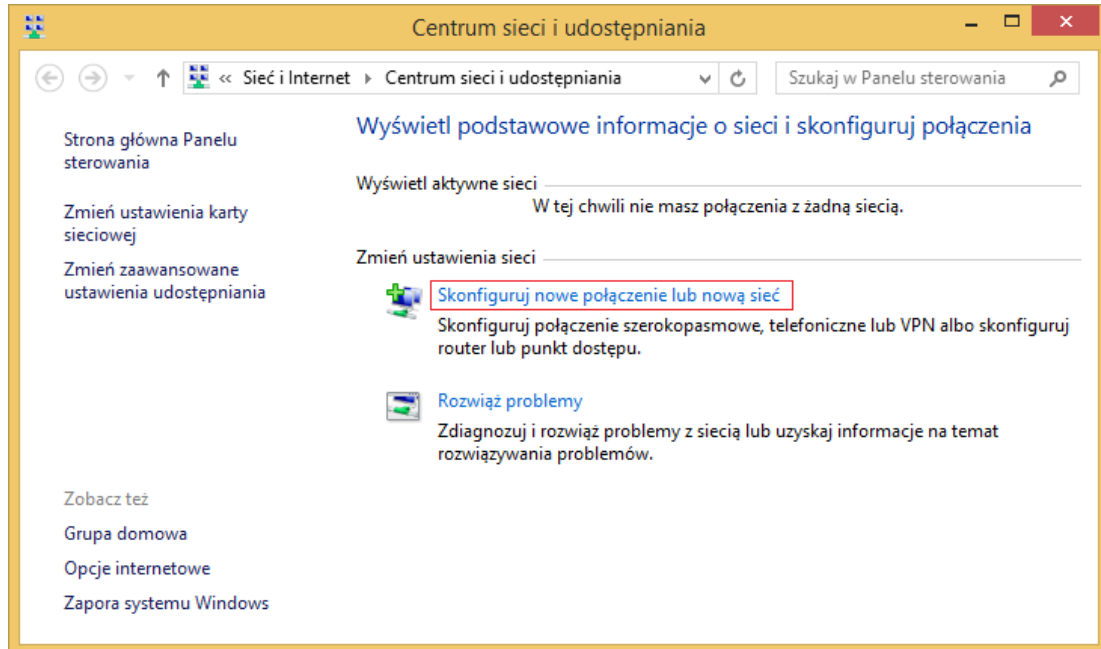 Centrum sieci i udostępniania
« Sieć i Internet ▸ Centrum sieci i udostępniania
Szukaj w Panelu sterowania
Strona główna Panelu
sterowania
Zmień ustawienia karty
sieciowej
Zmień zaawansowane
ustawienia udostępniania
Wyświetl podstawowe informacje o sieci i skonfiguruj połączenia
Wyświetl aktywne sieci
W tej chwili nie masz połączenia z żadną siecią.
Zmień ustawienia sieci
Skonfiguruj nowe połączenie lub nową sieć
Skonfiguruj połączenie szerokopasmowe, telefoniczne lub VPN albo skonfiguruj
router lub punkt dostępu.
Rozwiąż problemy
Zdiagnozuj i rozwiąż problemy z siecią lub uzyskaj informacje na temat
rozwiązywania problemów.
Zobacz też
Grupa domowa
Opcje internetowe
Zapora systemu Windows